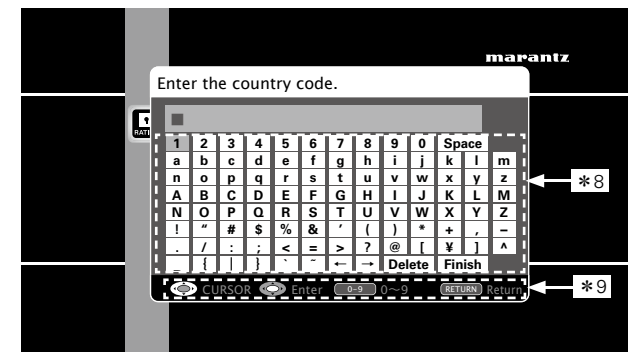 marantz
Enter the country code.
RATI
1 2 3 4 5 6 7 8 9 0 Space
a b c d e f g h i j k l m
n o p q r s t u v w x y z
A B C D E F G H I J K L M
N O P Q R S T U V W X Y Z
! " # $ % & ' ( ) * + , –
. / : ; < = > ? @ [ ¥ ] ^
_ { | } ` ~ ← → Delete Finish
CURSOR Enter 0-9 0~9 RETURN Return
*8
*9